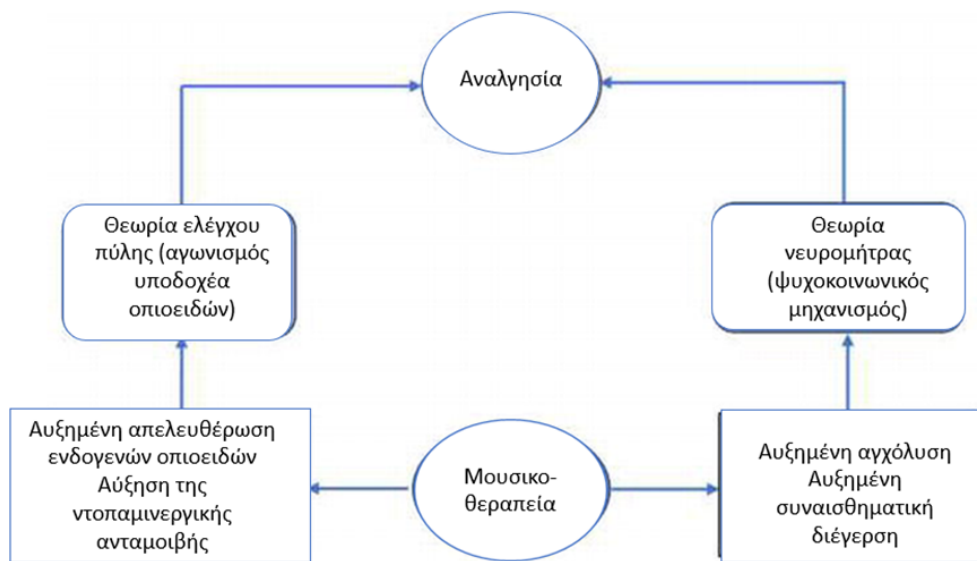 Αναλγησία
Θεωρία ελέγχου
πύλης (αγωνισμός
υποδοχέα
οπιοειδών)
Θεωρία
νευρομήτρας
(ψυχοκοινωνικός
μηχανισμός)
Αυξημένη απελευθέρωση
ενδογενών οπιοειδών
Αύξηση της
ντοπαμινεργικής
ανταμοιβής
Μουσικο-
θεραπεία
Αυξημένη αγχόλυση
Αυξημένη
συναισθηματική
διέγερση